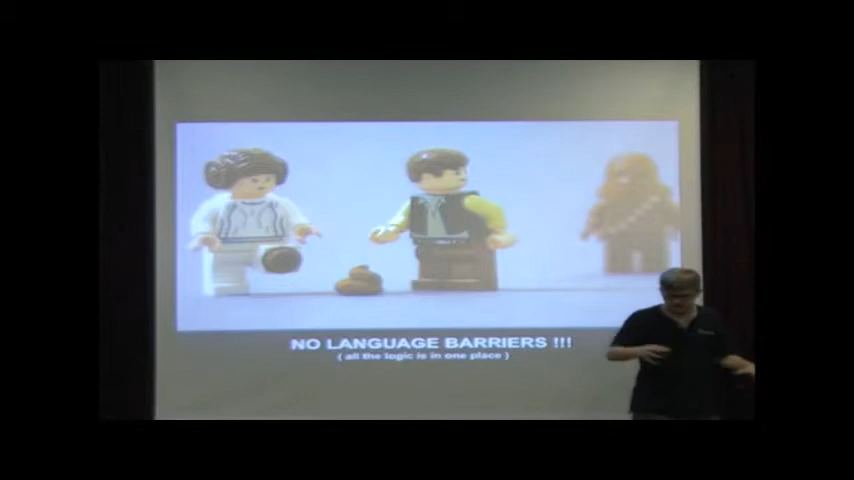 NO LANGUAGE BARRIERS !!!
( all the logic is in one place )